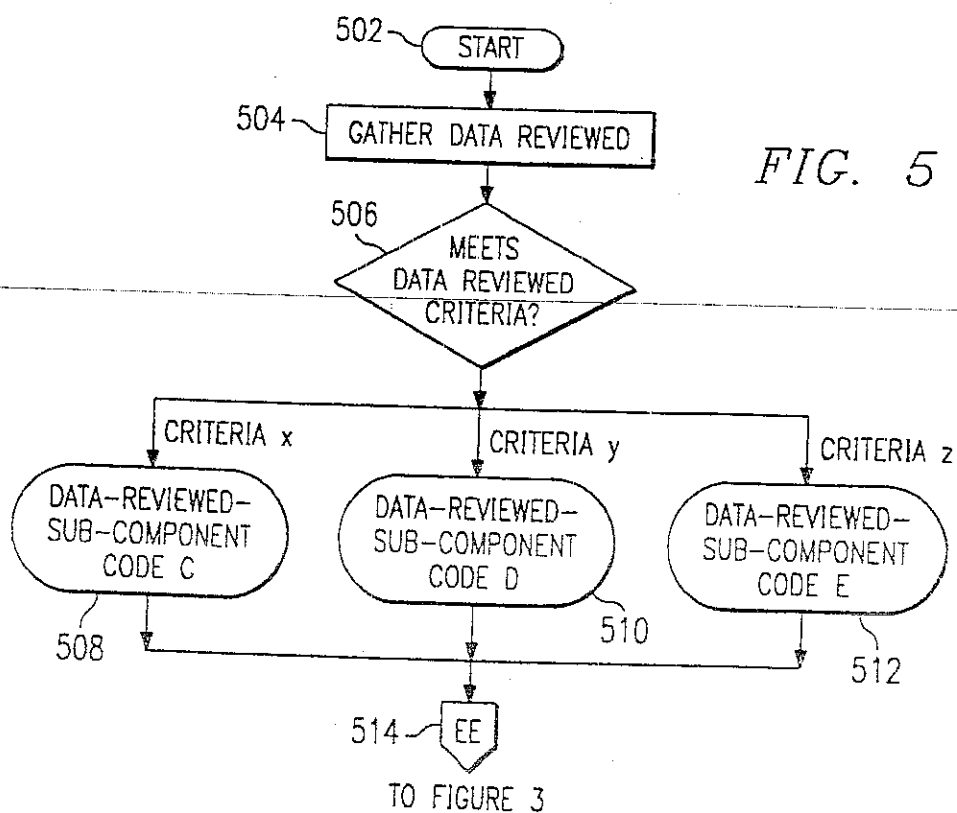 502
START
504
GATHER DATA REVIEWED
FIG. 5
506
MEETS
DATA REVIEWED
CRITERIA?
CRITERIA x
CRITERIA y
CRITERIA z
DATA-REVIEWED-
SUB-COMPONENT
CODE C
508
DATA-REVIEWED-
SUB-COMPONENT
CODE D
510
DATA-REVIEWED-
SUB-COMPONENT
CODE E
512
514
EE
TO FIGURE 3